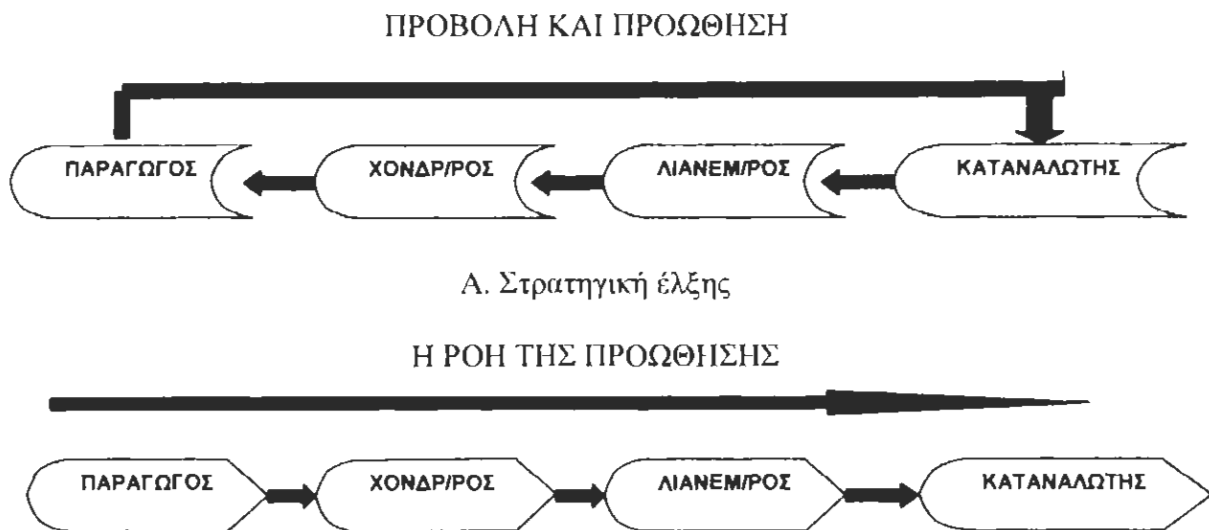 ΠΡΟΒΟΛΗ ΚΑΙ ΠΡΟΩΘΗΣΗ
ΠΑΡΑΓΩΓΟΣ ΧΟΝΔΡ/ΡΟΣ ΛΙΑΝΕΜ/ΡΟΣ ΚΑΤΑΝΑΛΩΤΗΣ
Α. Στρατηγική έλξης
Η ΡΟΗ ΤΗΣ ΠΡΟΩΘΗΣΗΣ
ΠΑΡΑΓΩΓΟΣ ΧΟΝΔΡ/ΡΟΣ ΛΙΑΝΕΜ/ΡΟΣ ΚΑΤΑΝΑΛΩΤΗΣ